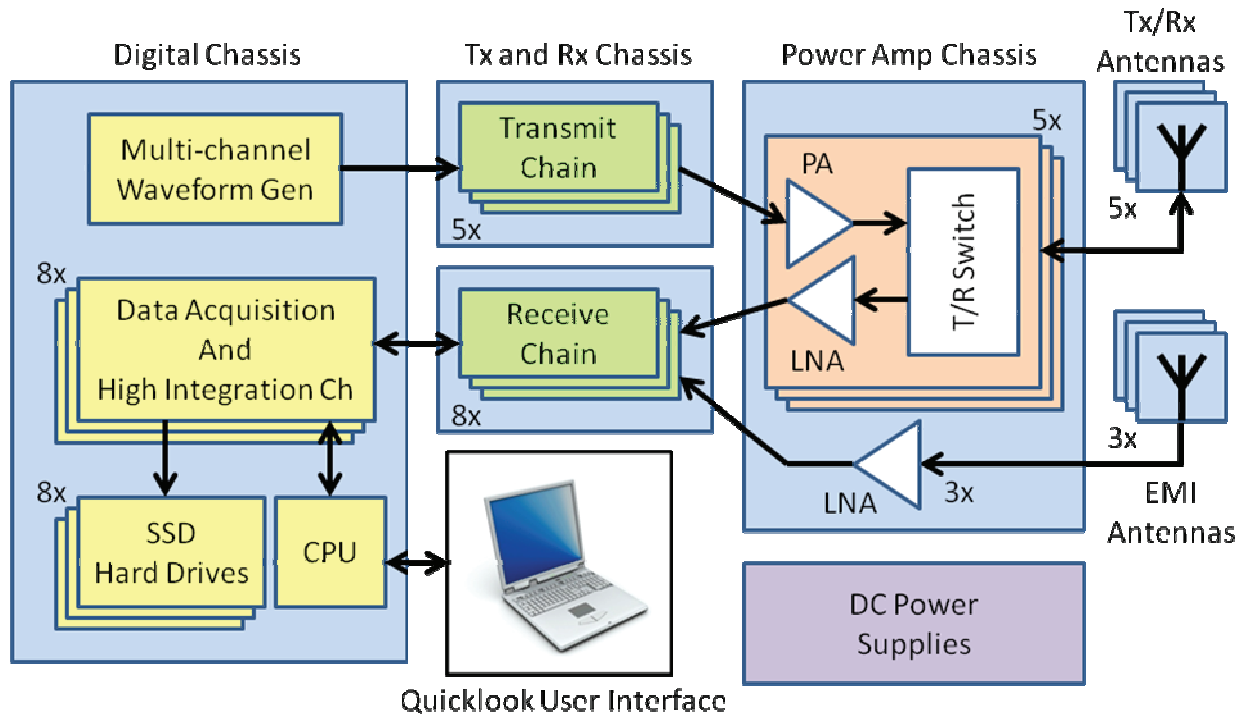 Digital Chassis
Multi-channel
Waveform Gen
8x
Data Acquisition
And
High Integration Ch
8x
SSD
Hard Drives
CPU
Tx and Rx Chassis
Transmit
Chain
5x
Receive
Chain
8x
Quicklook User Interface
Power Amp Chassis
5x
PA
T/R Switch
LNA
LNA
3x
DC Power
Supplies
Tx/Rx
Antennas
5x
3x
EMI
Antennas